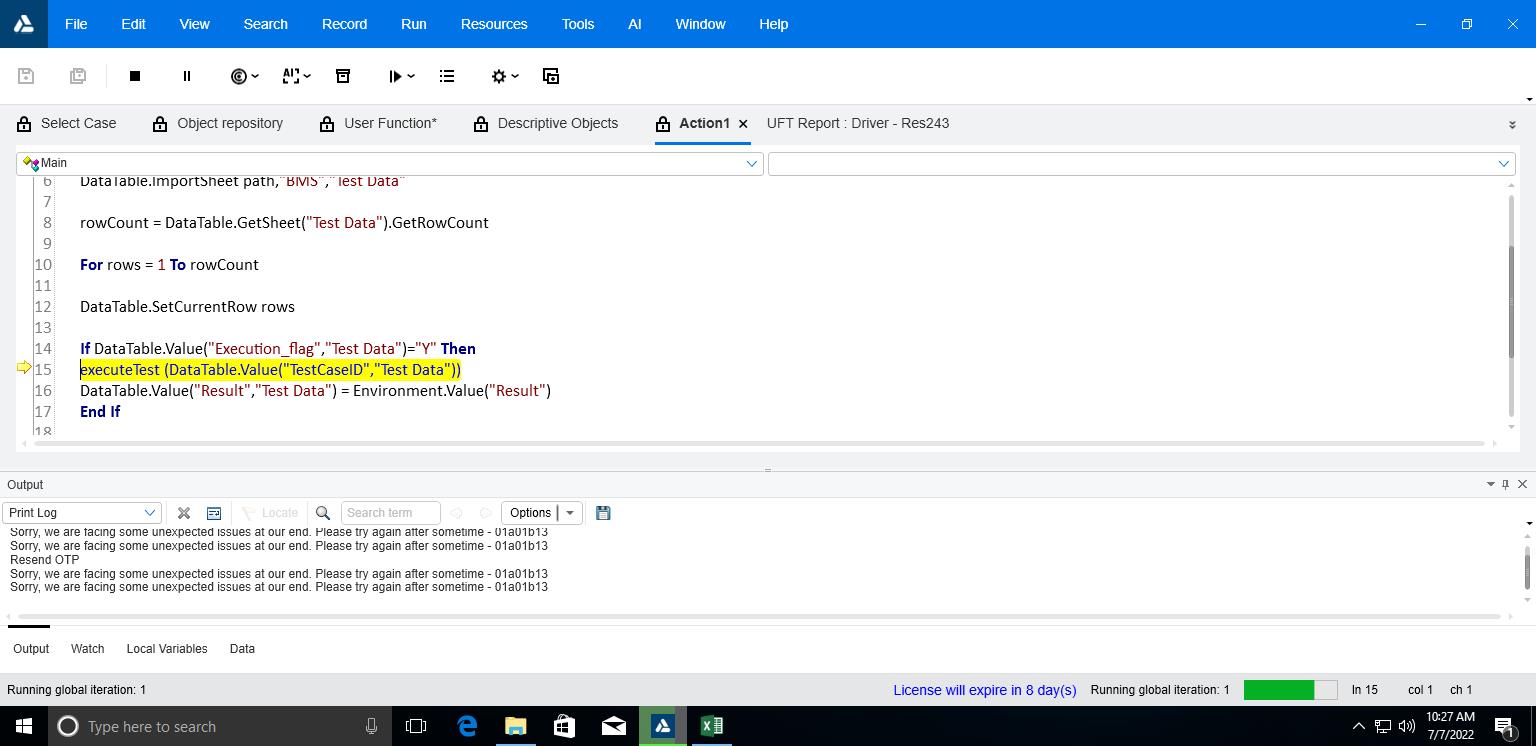 File Edit View Search Record Run Resources Tools AI Window Help
Select Case Object repository User Function* Descriptive Objects Action1 UFT Report : Driver - Res243
Main
6 DataTable.ImportSheet path,"BMS","Test Data"
7
8 rowCount = DataTable.GetSheet("Test Data").GetRowCount
9
10 For rows = 1 To rowCount
11
12 DataTable.SetCurrentRow rows
13
14 If DataTable.Value("Execution_flag","Test Data")="Y" Then
15 executeTest (DataTable.Value("TestCaseID","Test Data"))
16 DataTable.Value("Result","Test Data") = Environment.Value("Result")
17 End If
18
Output
Print Log Locate Search term Options
Sorry, we are facing some unexpected issues at our end. Please try again after sometime - 01a01b13
Sorry, we are facing some unexpected issues at our end. Please try again after sometime - 01a01b13
Resend OTP
Sorry, we are facing some unexpected issues at our end. Please try again after sometime - 01a01b13
Sorry, we are facing some unexpected issues at our end. Please try again after sometime - 01a01b13
Output Watch Local Variables Data
Running global iteration: 1 License will expire in 8 day(s) Running global iteration: 1 ln 15 col 1 ch 1
Type here to search 10:27 AM
7/7/2022 1